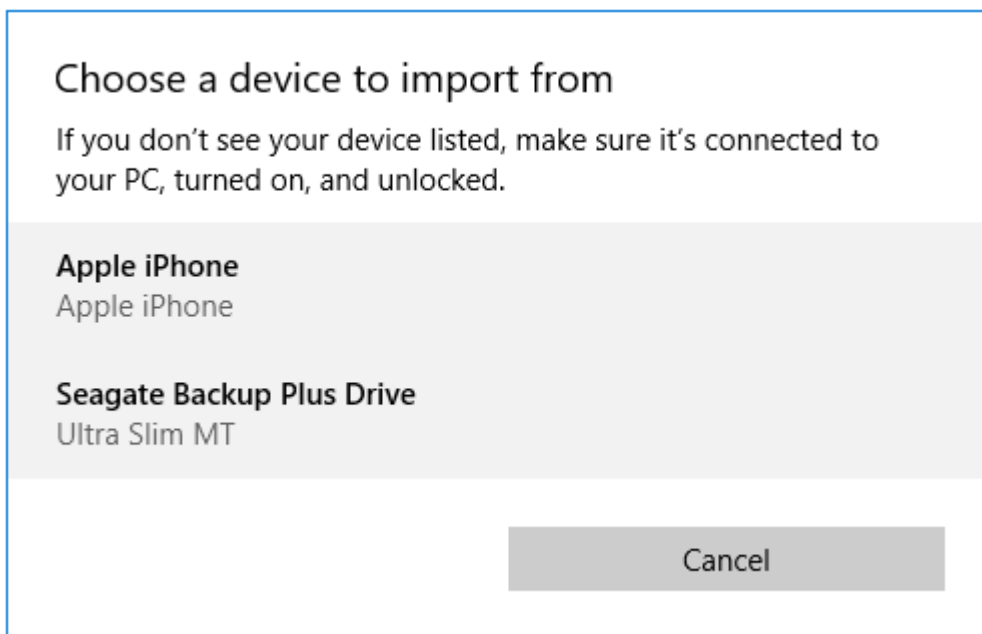 Choose a device to import from
If you don’t see your device listed, make sure it’s connected to
your PC, turned on, and unlocked.
Apple iPhone
Apple iPhone
Seagate Backup Plus Drive
Ultra Slim MT
Cancel